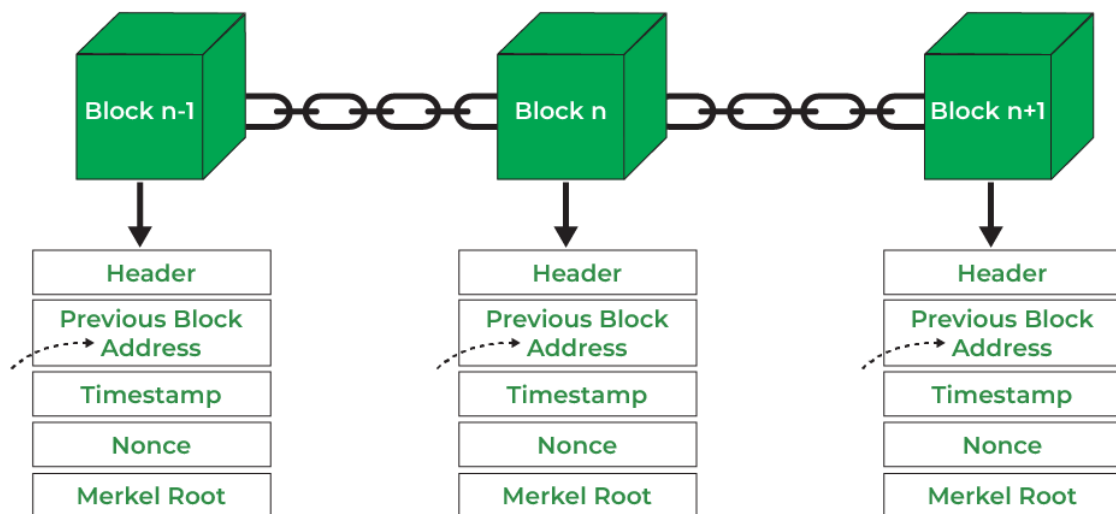 Block n-1
Block n
Block n+1
Header
Previous Block
Address
Timestamp
Nonce
Merkel Root
Header
Previous Block
Address
Timestamp
Nonce
Merkel Root
Header
Previous Block
Address
Timestamp
Nonce
Merkel Root